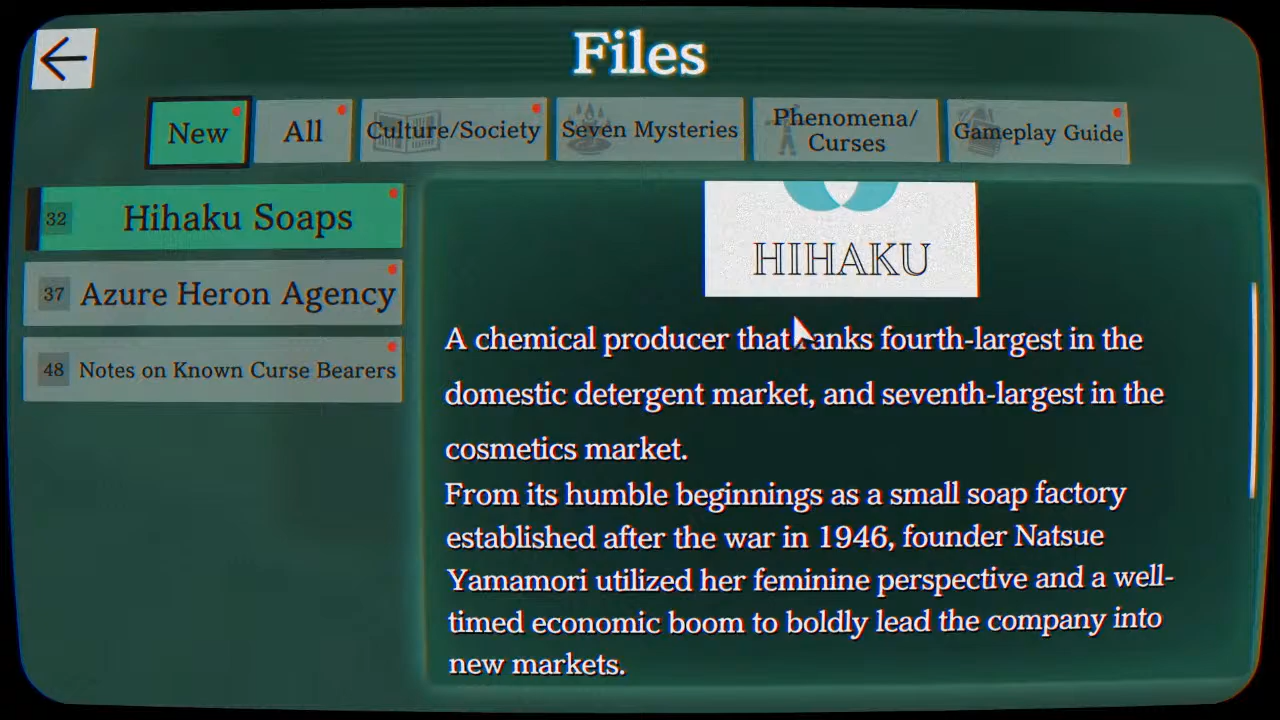 Files
New
All
Culture/Society
Seven Mysteries
Phenomena/
Curses
Gameplay Guide
32 Hihaku Soaps
37 Azure Heron Agency
48 Notes on Known Curse Bearers
HIHAKU
A chemical producer that ranks fourth-largest in the
domestic detergent market, and seventh-largest in the
cosmetics market.
From its humble beginnings as a small soap factory
established after the war in 1946, founder Natsue
Yamamori utilized her feminine perspective and a well-
timed economic boom to boldly lead the company into
new markets.